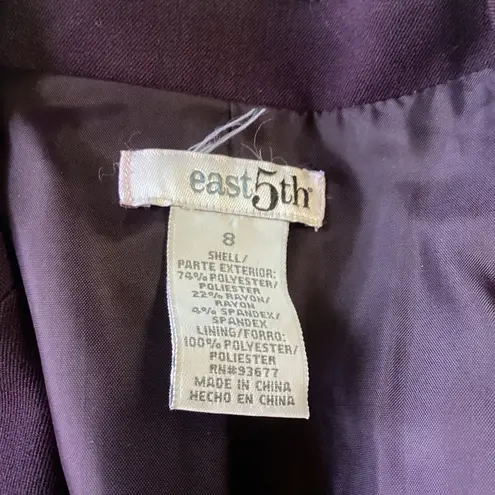 east5th
8
SHELL/
PARTE EXTERIOR:
74% POLYESTER/
POLIESTER
22% RAYON/
RAYON
4% SPANDEX/
SPANDEX
LINING/FORRO:
100% POLYESTER/
POLIESTER
RN#93677
MADE IN CHINA
HECHO EN CHINA